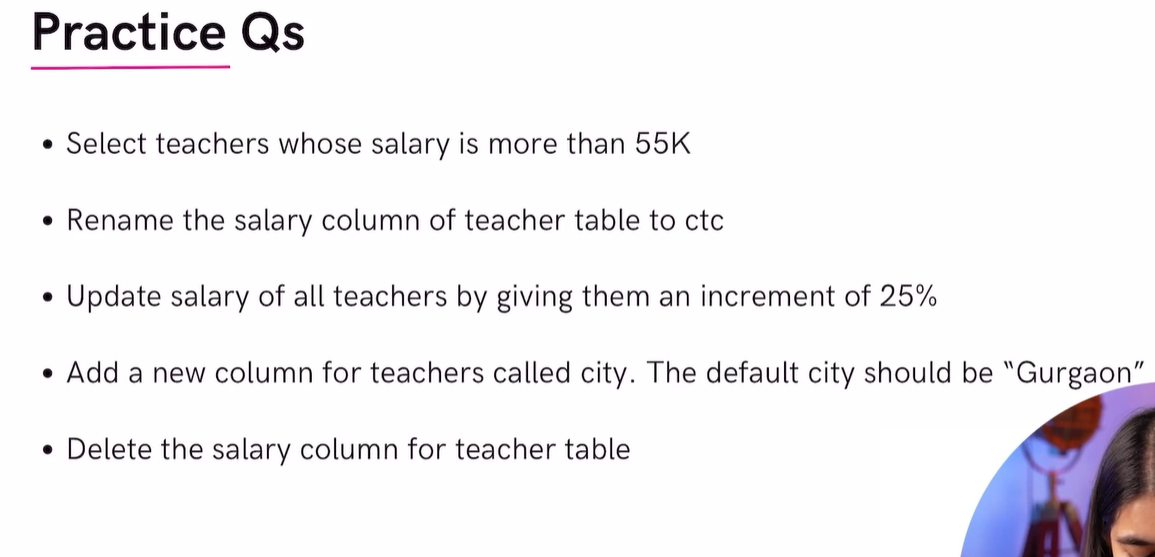 Practice Qs
• Select teachers whose salary is more than 55K
• Rename the salary column of teacher table to ctc
• Update salary of all teachers by giving them an increment of 25%
• Add a new column for teachers called city. The default city should be “Gurgaon”
• Delete the salary column for teacher table